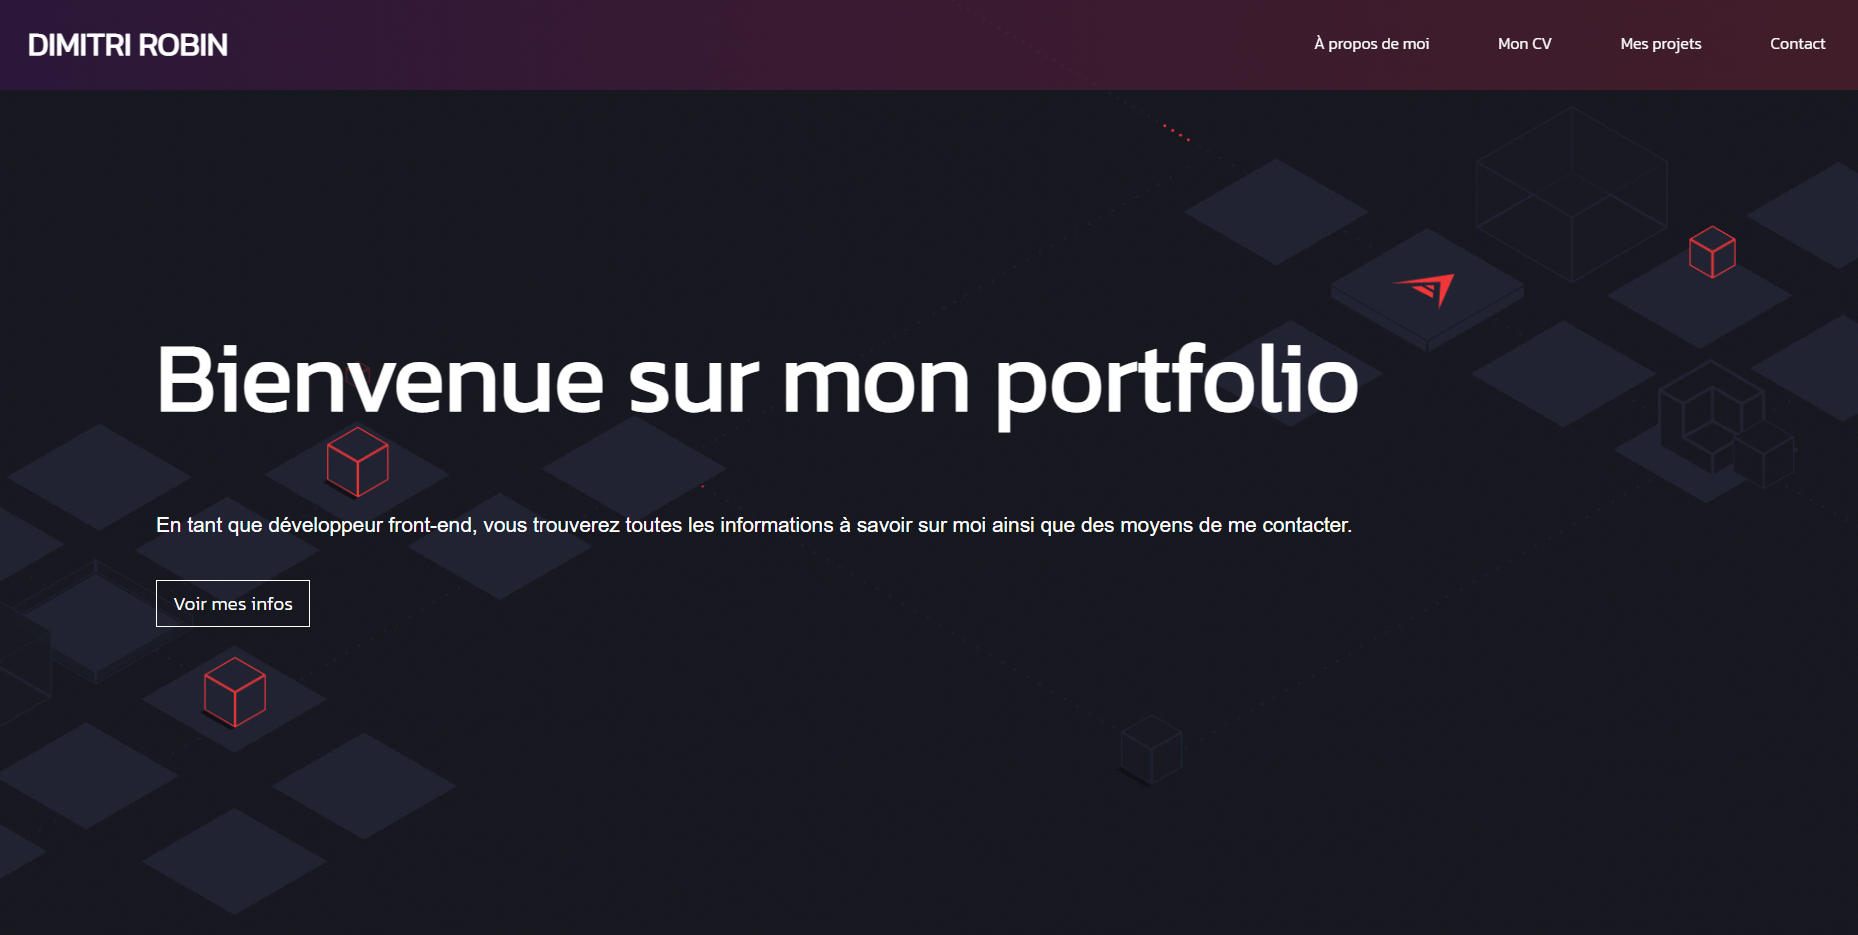 DIMITRI ROBIN
À propos de moi
Mon CV
Mes projets
Contact
Bienvenue sur mon portfolio
En tant que développeur front-end, vous trouverez toutes les informations à savoir sur moi ainsi que des moyens de me contacter.
Voir mes infos